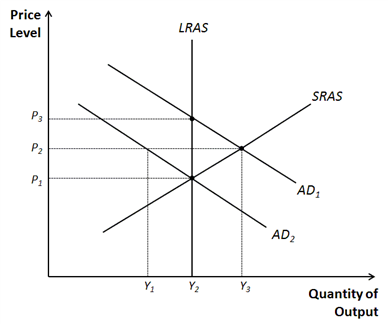 Price
Level
LRAS
SRAS
P3
P2
P1
AD1
AD2
Y1
Y2
Y3
Quantity of
Output